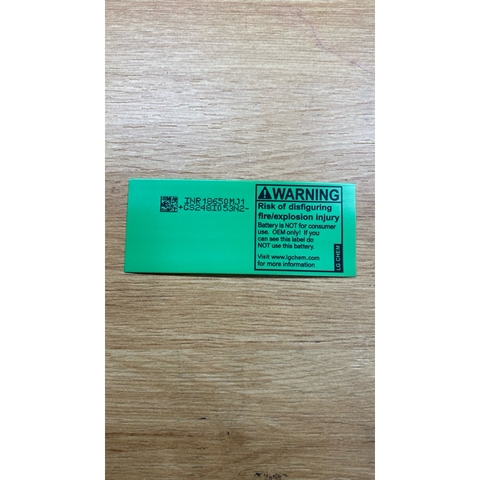 INR18650MJ1
+GS248I053N2-
WARNING
Risk of disfiguring
fire/explosion injury
Battery is NOT for consumer
use. OEM only! If you
can see this label do
NOT use this battery.
Visit www.lgchem.com
for more information
LG CHEM